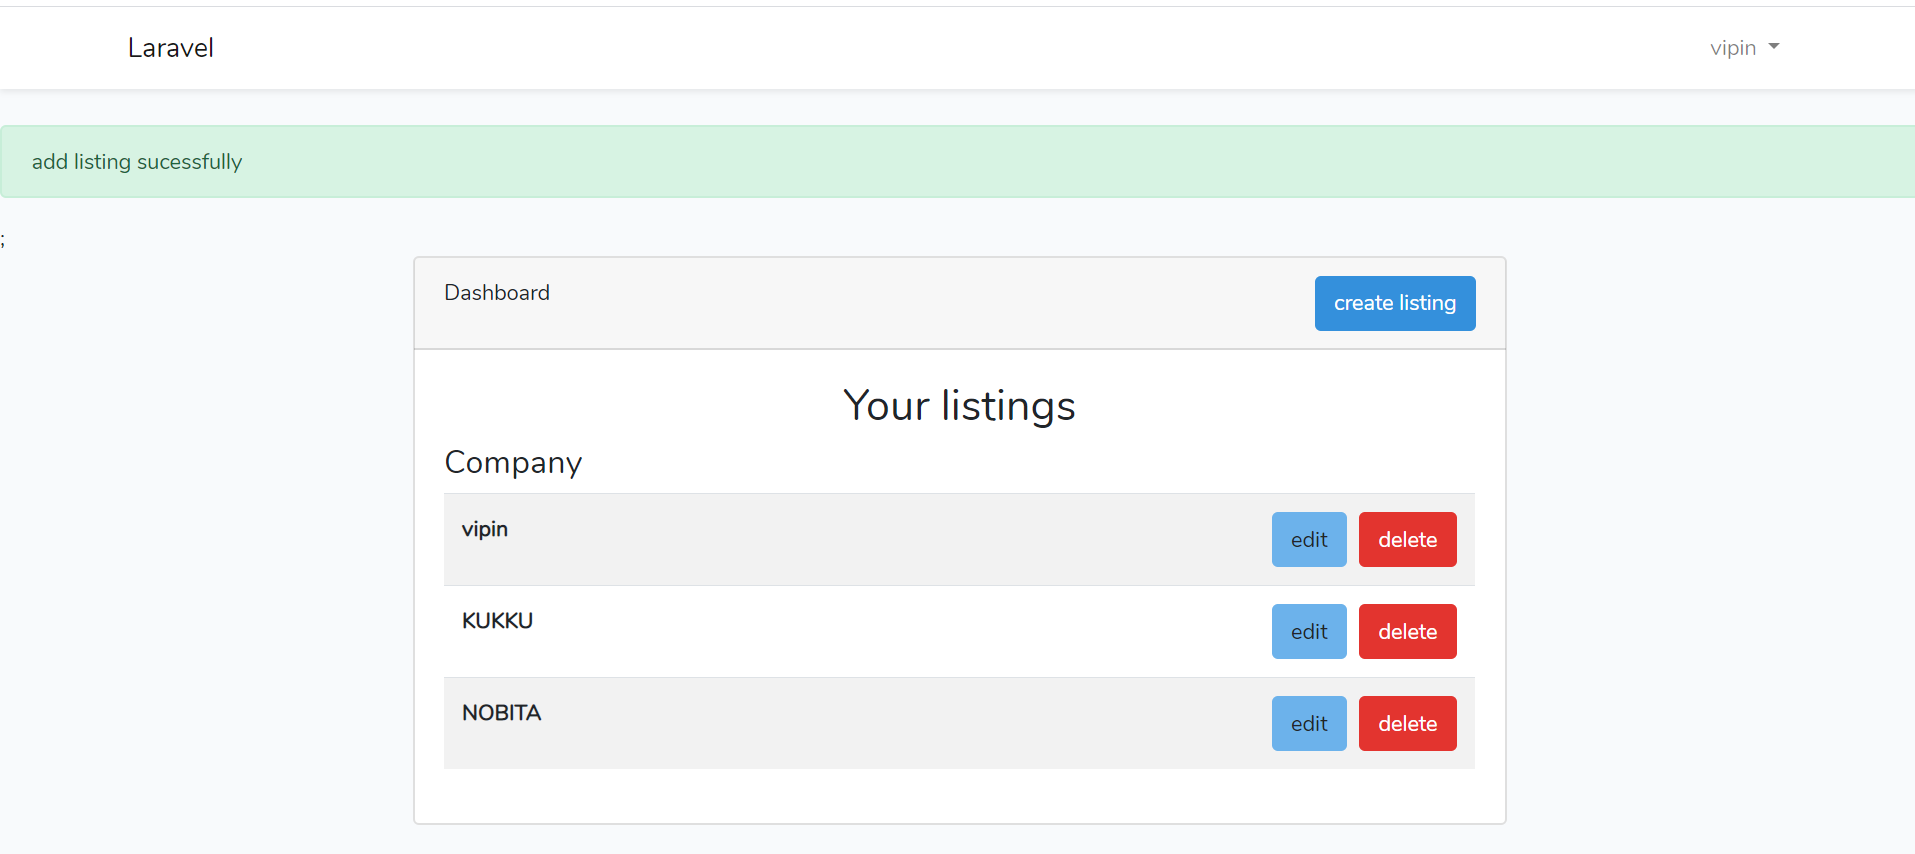 Laravel vipin
add listing sucessfully
;
Dashboard create listing
Your listings
Company
vipin edit delete
KUKKU edit delete
NOBITA edit delete